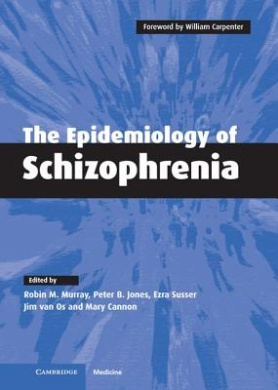 Foreword by William Carpenter
The Epidemiology of
Schizophrenia
Edited by
Robin M. Murray, Peter B. Jones, Ezra Susser
Jim van Os and Mary Cannon
CAMBRIDGE Medicine